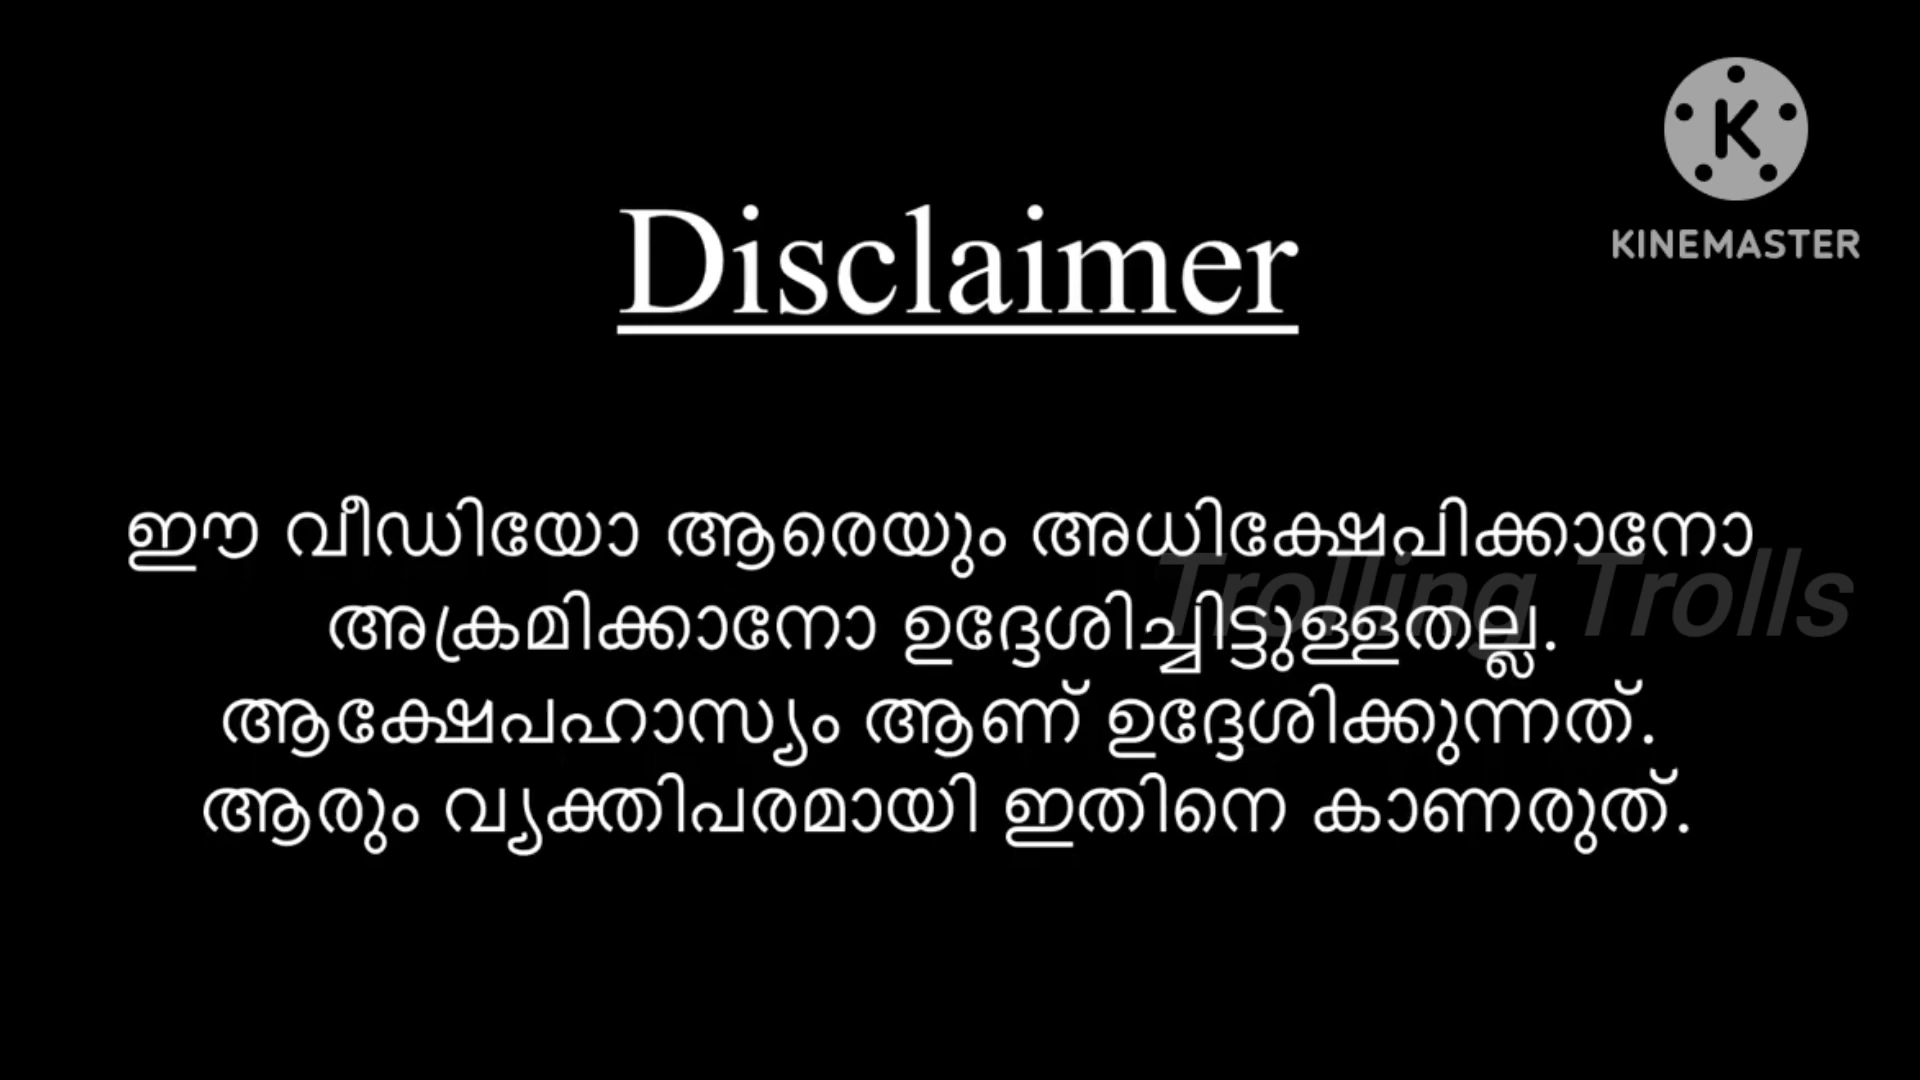 KINEMASTER
Disclaimer
ഈ വീഡിയോ ആരെയും അധിക്ഷേപിക്കാനോ
അക്രമിക്കാനോ ഉദ്ദേശിച്ചിട്ടുള്ളതല്ല.
Trolling Trolls
ആക്ഷേപഹാസ്യം ആണ് ഉദ്ദേശിക്കുന്നത്.
ആരും വ്യക്തിപരമായി ഇതിനെ കാണരുത്.